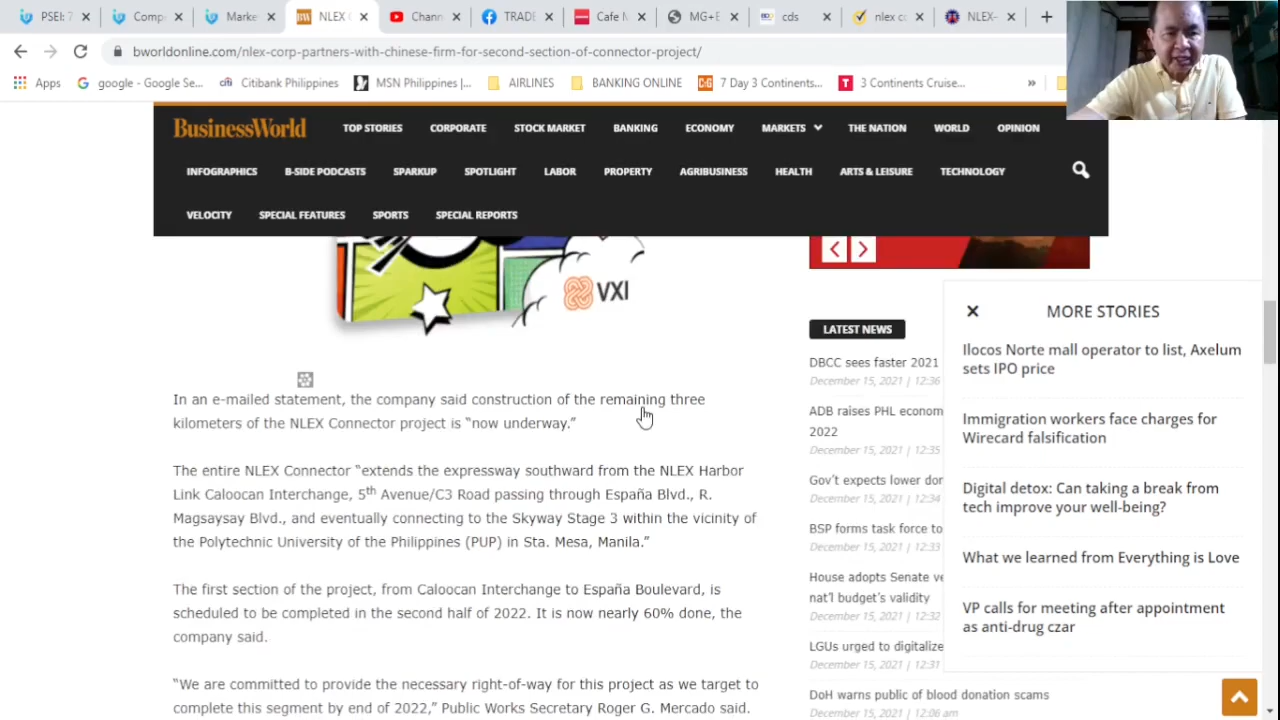 PSEi: 7
Comp
Marke
NLEX C
Chann
TRADE
Cafe N
MG+E
cds
nlex c
NLEX-
bworldonline.com/nlex-corp-partners-with-chinese-firm-for-second-section-of-connector-project/
Apps
google - Google Se...
Citibank Philippines
MSN Philippines |...
AIRLINES
BANKING ONLINE
7 Day 3 Continents...
3 Continents Cruise...
BusinessWorld
TOP STORIES
CORPORATE
STOCK MARKET
BANKING
ECONOMY
MARKETS
THE NATION
WORLD
OPINION
INFOGRAPHICS
B-SIDE PODCASTS
SPARKUP
SPOTLIGHT
LABOR
PROPERTY
AGRIBUSINESS
HEALTH
ARTS & LEISURE
TECHNOLOGY
VELOCITY
SPECIAL FEATURES
SPORTS
SPECIAL REPORTS
VXI
In an e-mailed statement, the company said construction of the remaining three
kilometers of the NLEX Connector project is “now underway.”
The entire NLEX Connector “extends the expressway southward from the NLEX Harbor
Link Caloocan Interchange, 5th Avenue/C3 Road passing through España Blvd., R.
Magsaysay Blvd., and eventually connecting to the Skyway Stage 3 within the vicinity of
the Polytechnic University of the Philippines (PUP) in Sta. Mesa, Manila.”
The first section of the project, from Caloocan Interchange to España Boulevard, is
scheduled to be completed in the second half of 2022. It is now nearly 60% done, the
company said.
“We are committed to provide the necessary right-of-way for this project as we target to
complete this segment by end of 2022,” Public Works Secretary Roger G. Mercado said.
LATEST NEWS
DBCC sees faster 2021
December 15, 2021 | 12:36
ADB raises PHL econom
2022
December 15, 2021 | 12:35
Gov’t expects lower dor
December 15, 2021 | 12:34
BSP forms task force to
December 15, 2021 | 12:33
House adopts Senate ve
nat’l budget’s validity
December 15, 2021 | 12:32
LGUs urged to digitalize
December 15, 2021 | 12:31
DoH warns public of blood donation scams
December 15, 2021 | 12:06 am
MORE STORIES
Ilocos Norte mall operator to list, Axelum
sets IPO price
Immigration workers face charges for
Wirecard falsification
Digital detox: Can taking a break from
tech improve your well-being?
What we learned from Everything is Love
VP calls for meeting after appointment
as anti-drug czar